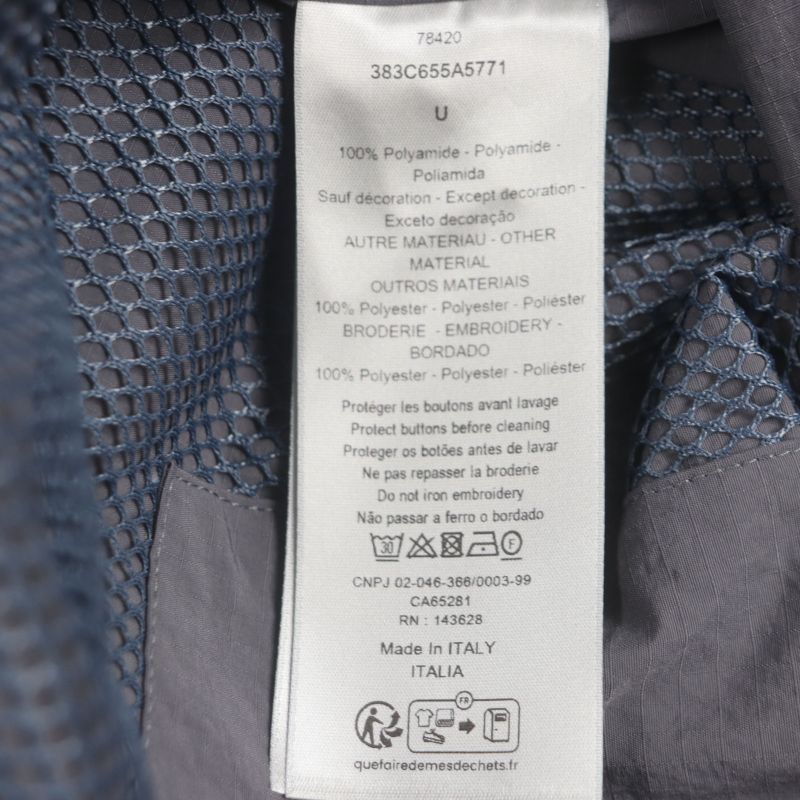 78420
383C655A5771
U
100% Polyamide - Polyamide -
Poliamida
Sauf décoration - Except decoration -
Exceto decoração
AUTRE MATERIAU - OTHER
MATERIAL
OUTROS MATERIAIS
100% Polyester - Polyester - Poliéster
BRODERIE - EMBROIDERY -
BORDADO
100% Polyester - Polyester - Poliéster
Protéger les boutons avant lavage
Protect buttons before cleaning
Proteger os botões antes de lavar
Ne pas repasser la broderie
Do not iron embroidery
Não passar a ferro o bordado
30 F
CNPJ 02-046-366/0003-99
CA65281
RN : 143628
Made In ITALY
ITALIA
FR
quefairedemesdechets.fr